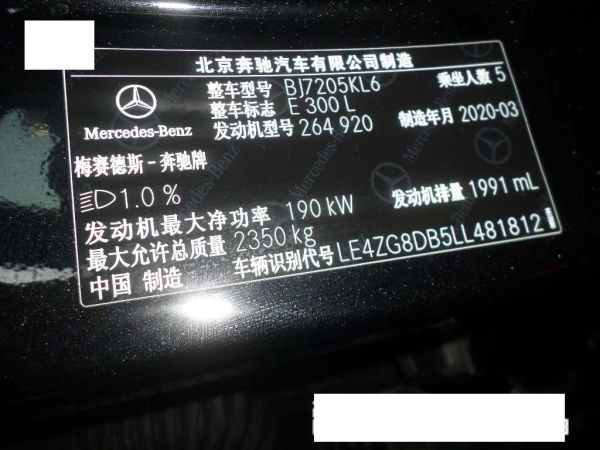 北京奔驰汽车有限公司制造
整车型号 BJ7205KL6 乘坐人数 5
整车标志 E 300 L
发动机型号 264 920 制造年月 2020-03
Mercedes-Benz
梅赛德斯-奔驰牌
1.0 % 发动机排量 1991 mL
发动机最大净功率 190 kW
最大允许总质量 2350 kg
中国 制造 车辆识别代号 LE4ZG8DB5LL481812